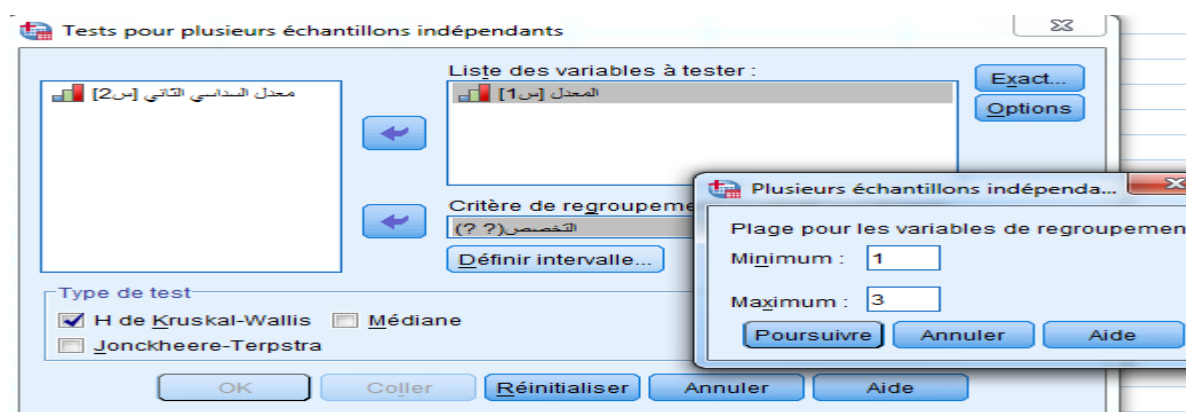 Tests pour plusieurs échantillons indépendants
Liste des variables à tester :
معدل السداسي الثاني [س2]
المعدل [س1]
Exact...
Options
Critère de regroupeme
التخصص(? ?)
Définir intervalle...
Type de test
H de Kruskal-Wallis
Médiane
Jonckheere-Terpstra
OK
Coller
Réinitialiser
Annuler
Aide
Plusieurs échantillons indépenda...
Plage pour les variables de regroupemen
Minimum : 1
Maximum : 3
Poursuivre
Annuler
Aide